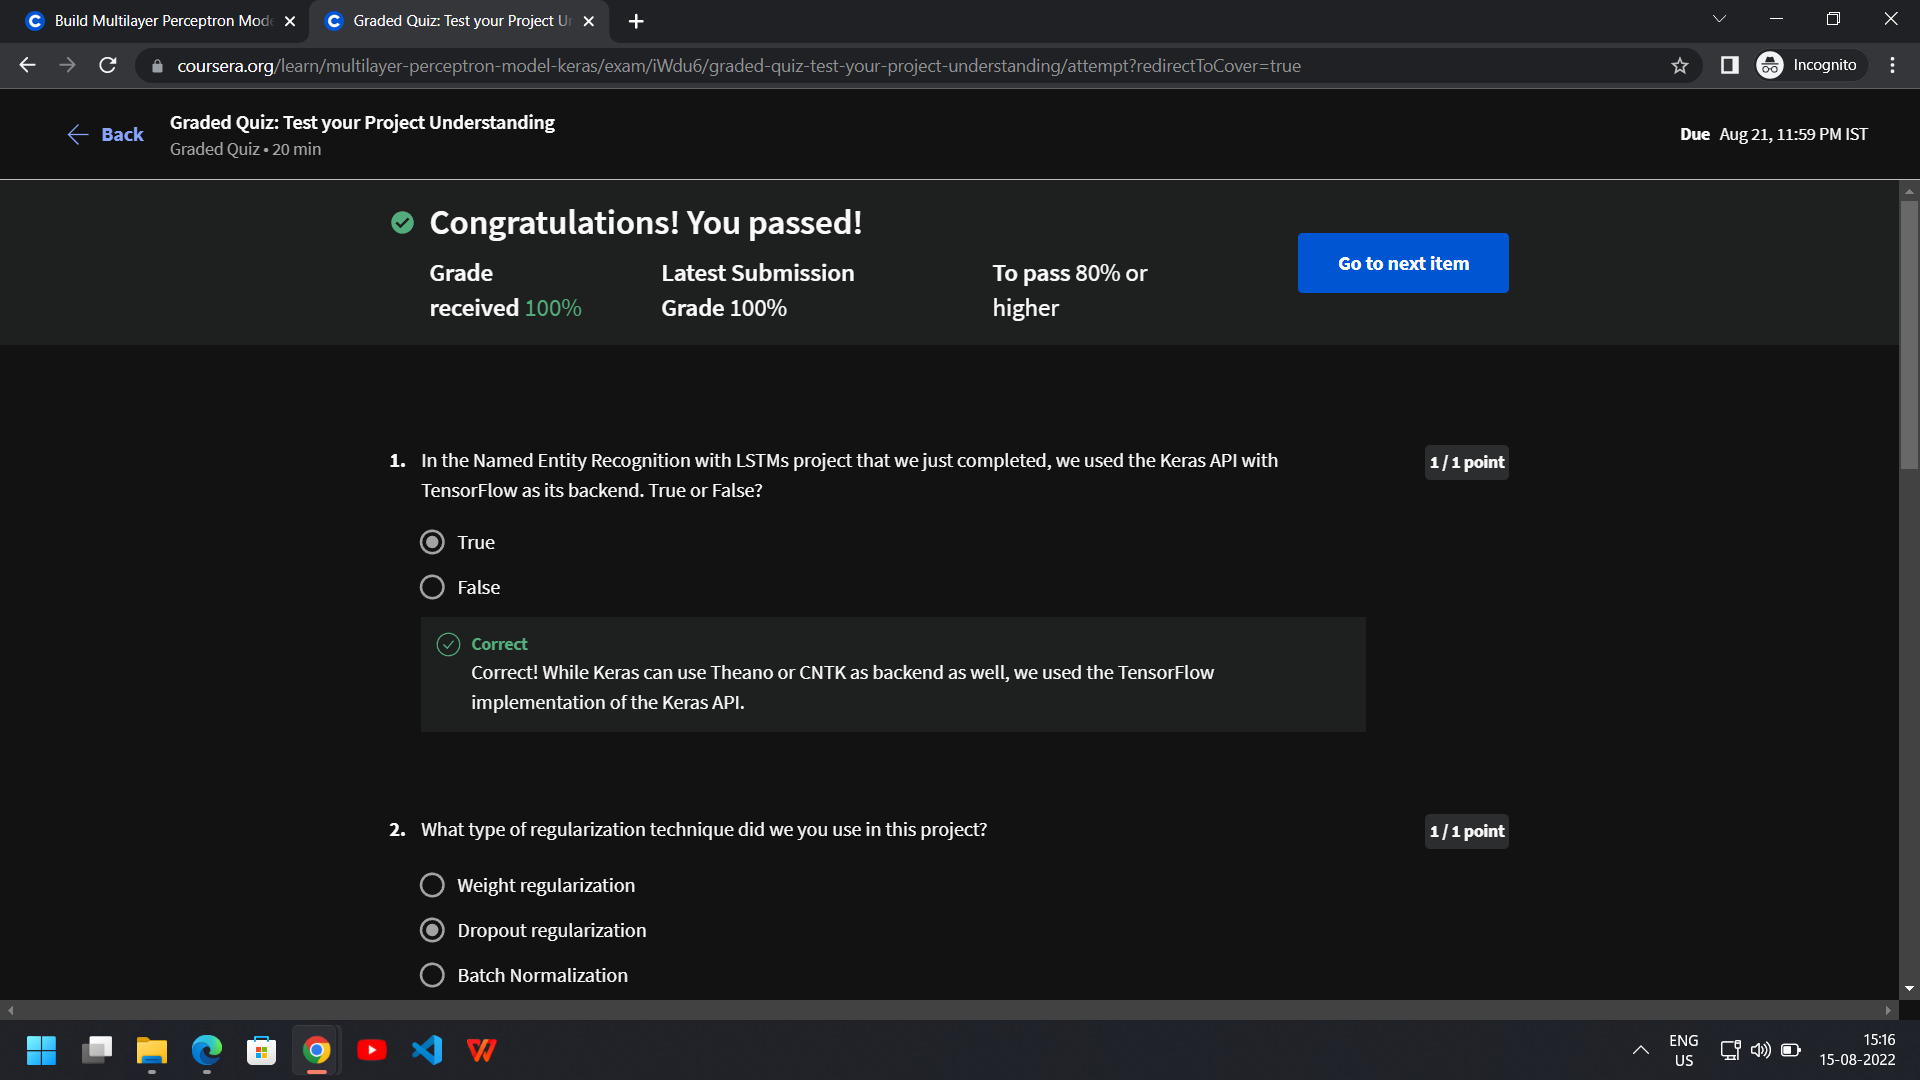 Build Multilayer Perceptron Mode
Graded Quiz: Test your Project Un
coursera.org/learn/multilayer-perceptron-model-keras/exam/iWdu6/graded-quiz-test-your-project-understanding/attempt?redirectToCover=true
Incognito
Back
Graded Quiz: Test your Project Understanding
Graded Quiz • 20 min
Due Aug 21, 11:59 PM IST
Congratulations! You passed!
Grade
received 100%
Latest Submission
Grade 100%
To pass 80% or
higher
Go to next item
1. In the Named Entity Recognition with LSTMs project that we just completed, we used the Keras API with
TensorFlow as its backend. True or False?
1 / 1 point
True
False
Correct
Correct! While Keras can use Theano or CNTK as backend as well, we used the TensorFlow
implementation of the Keras API.
2. What type of regularization technique did we you use in this project?
1 / 1 point
Weight regularization
Dropout regularization
Batch Normalization
ENG
US
15:16
15-08-2022